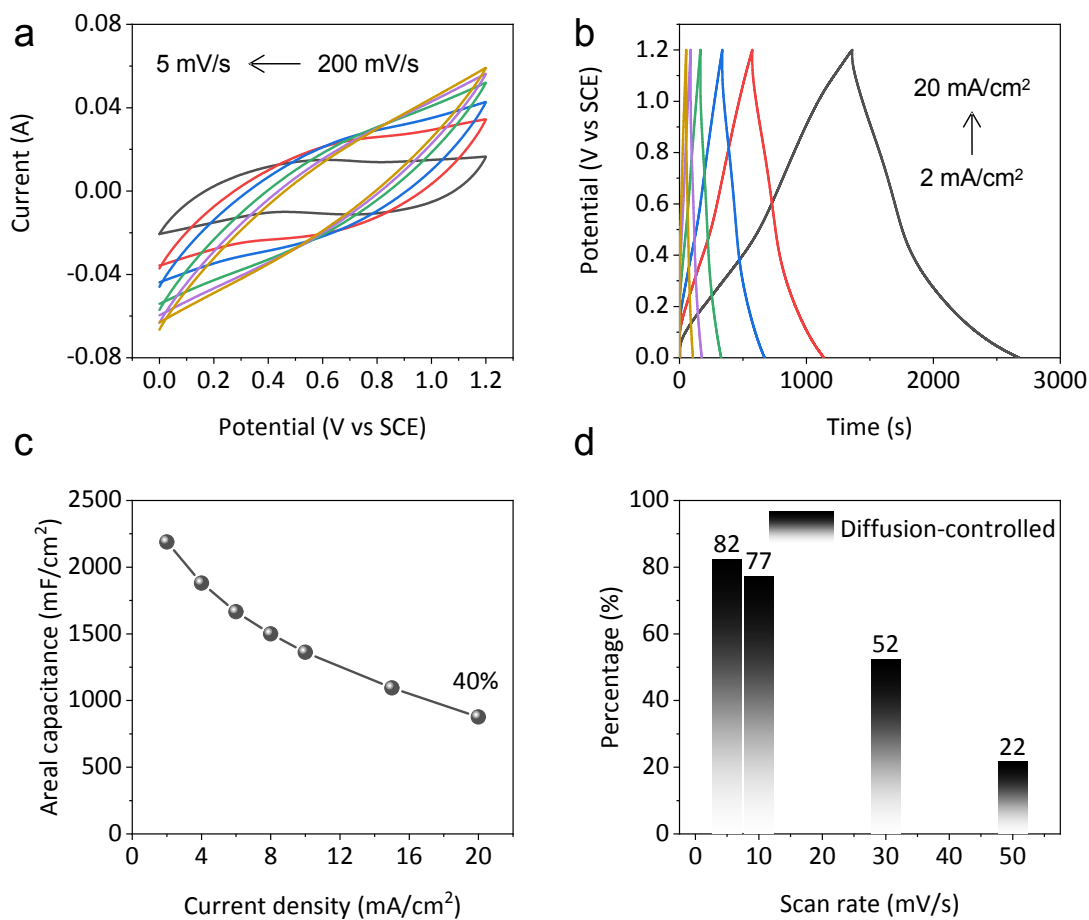 a
5 mV/s ← 200 mV/s
0.08
0.04
0.00
-0.04
-0.08
Current (A)
0.0 0.2 0.4 0.6 0.8 1.0 1.2
Potential (V vs SCE)
b
20 mA/cm²
2 mA/cm²
1.2
1.0
0.8
0.6
0.4
0.2
0.0
Potential (V vs SCE)
0 1000 2000 3000
Time (s)
c
2500
2000
1500
1000
500
0
Areal capacitance (mF/cm²)
40%
0 4 8 12 16 20
Current density (mA/cm²)
d
100
80
60
40
20
0
Percentage (%)
Diffusion-controlled
82
77
52
22
0 10 20 30 40 50
Scan rate (mV/s)